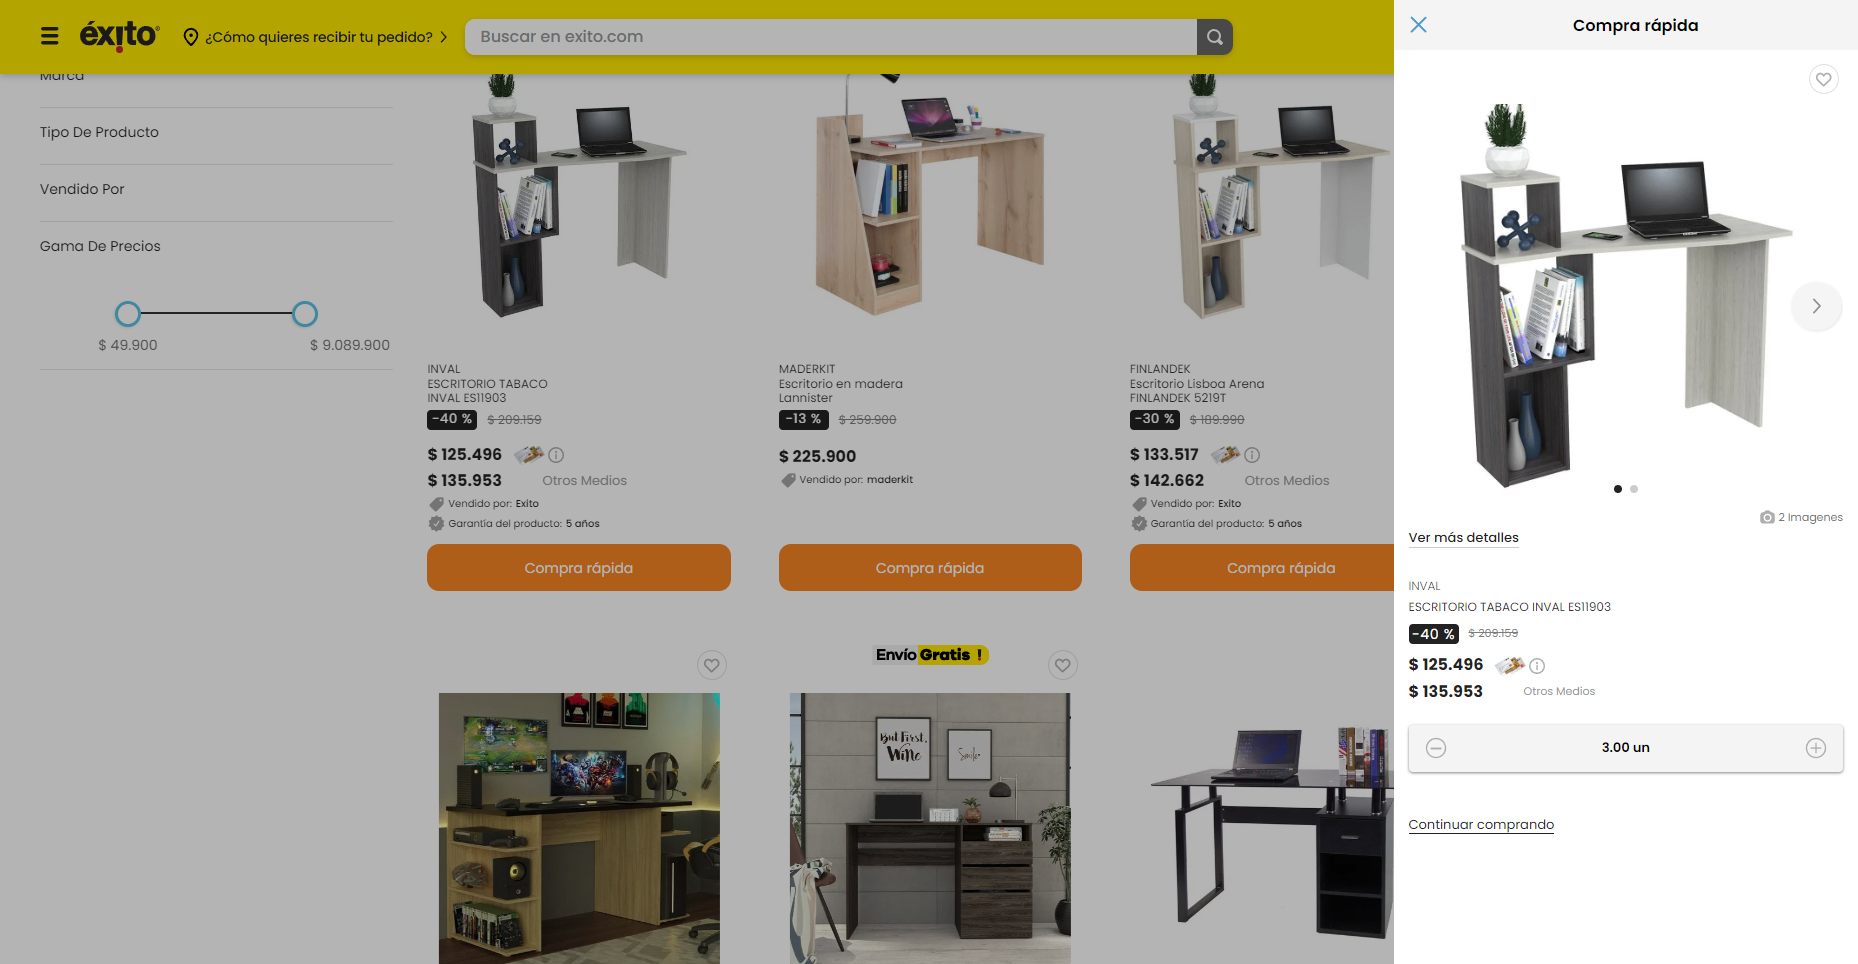 éxito
¿Cómo quieres recibir tu pedido?
Buscar en exito.com
Compra rápida
Marca
Tipo De Producto
Vendido Por
Gama De Precios
$ 49.900
$ 9.089.900
INVAL
ESCRITORIO TABACO
INVAL ES11903
-40 %
$ 209.159
$ 125.496
$ 135.953
Otros Medios
Vendido por: Exito
Garantía del producto: 5 años
Compra rápida
MADERKIT
Escritorio en madera
Lannister
-13 %
$ 259.900
$ 225.900
Vendido por: maderkit
Compra rápida
FINLANDEK
Escritorio Lisboa Arena
FINLANDEK 5219T
-30 %
$ 189.990
$ 133.517
$ 142.662
Otros Medios
Vendido por: Exito
Garantía del producto: 5 años
Compra rápida
Envío Gratis !
But First,
Wine
Smile
2 Imagenes
Ver más detalles
INVAL
ESCRITORIO TABACO INVAL ES11903
-40 %
$ 209.159
$ 125.496
$ 135.953
Otros Medios
3.00 un
Continuar comprando